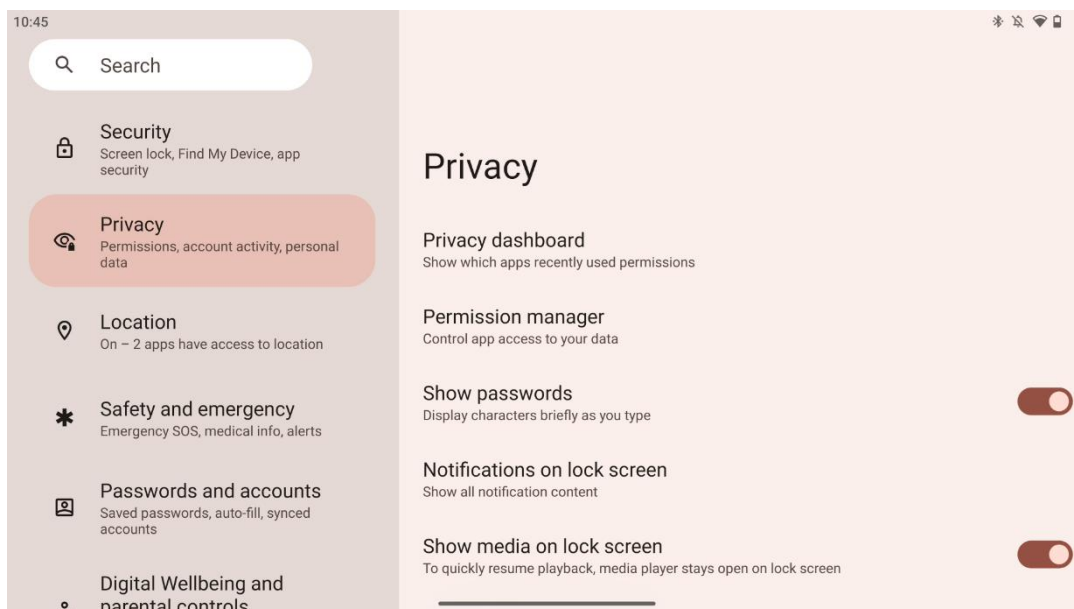 10:45
Search
Security
Screen lock, Find My Device, app
security
Privacy
Permissions, account activity, personal
data
Location
On – 2 apps have access to location
Safety and emergency
Emergency SOS, medical info, alerts
Passwords and accounts
Saved passwords, auto-fill, synced
accounts
Digital Wellbeing and
parental controls
Privacy
Privacy dashboard
Show which apps recently used permissions
Permission manager
Control app access to your data
Show passwords
Display characters briefly as you type
Notifications on lock screen
Show all notification content
Show media on lock screen
To quickly resume playback, media player stays open on lock screen